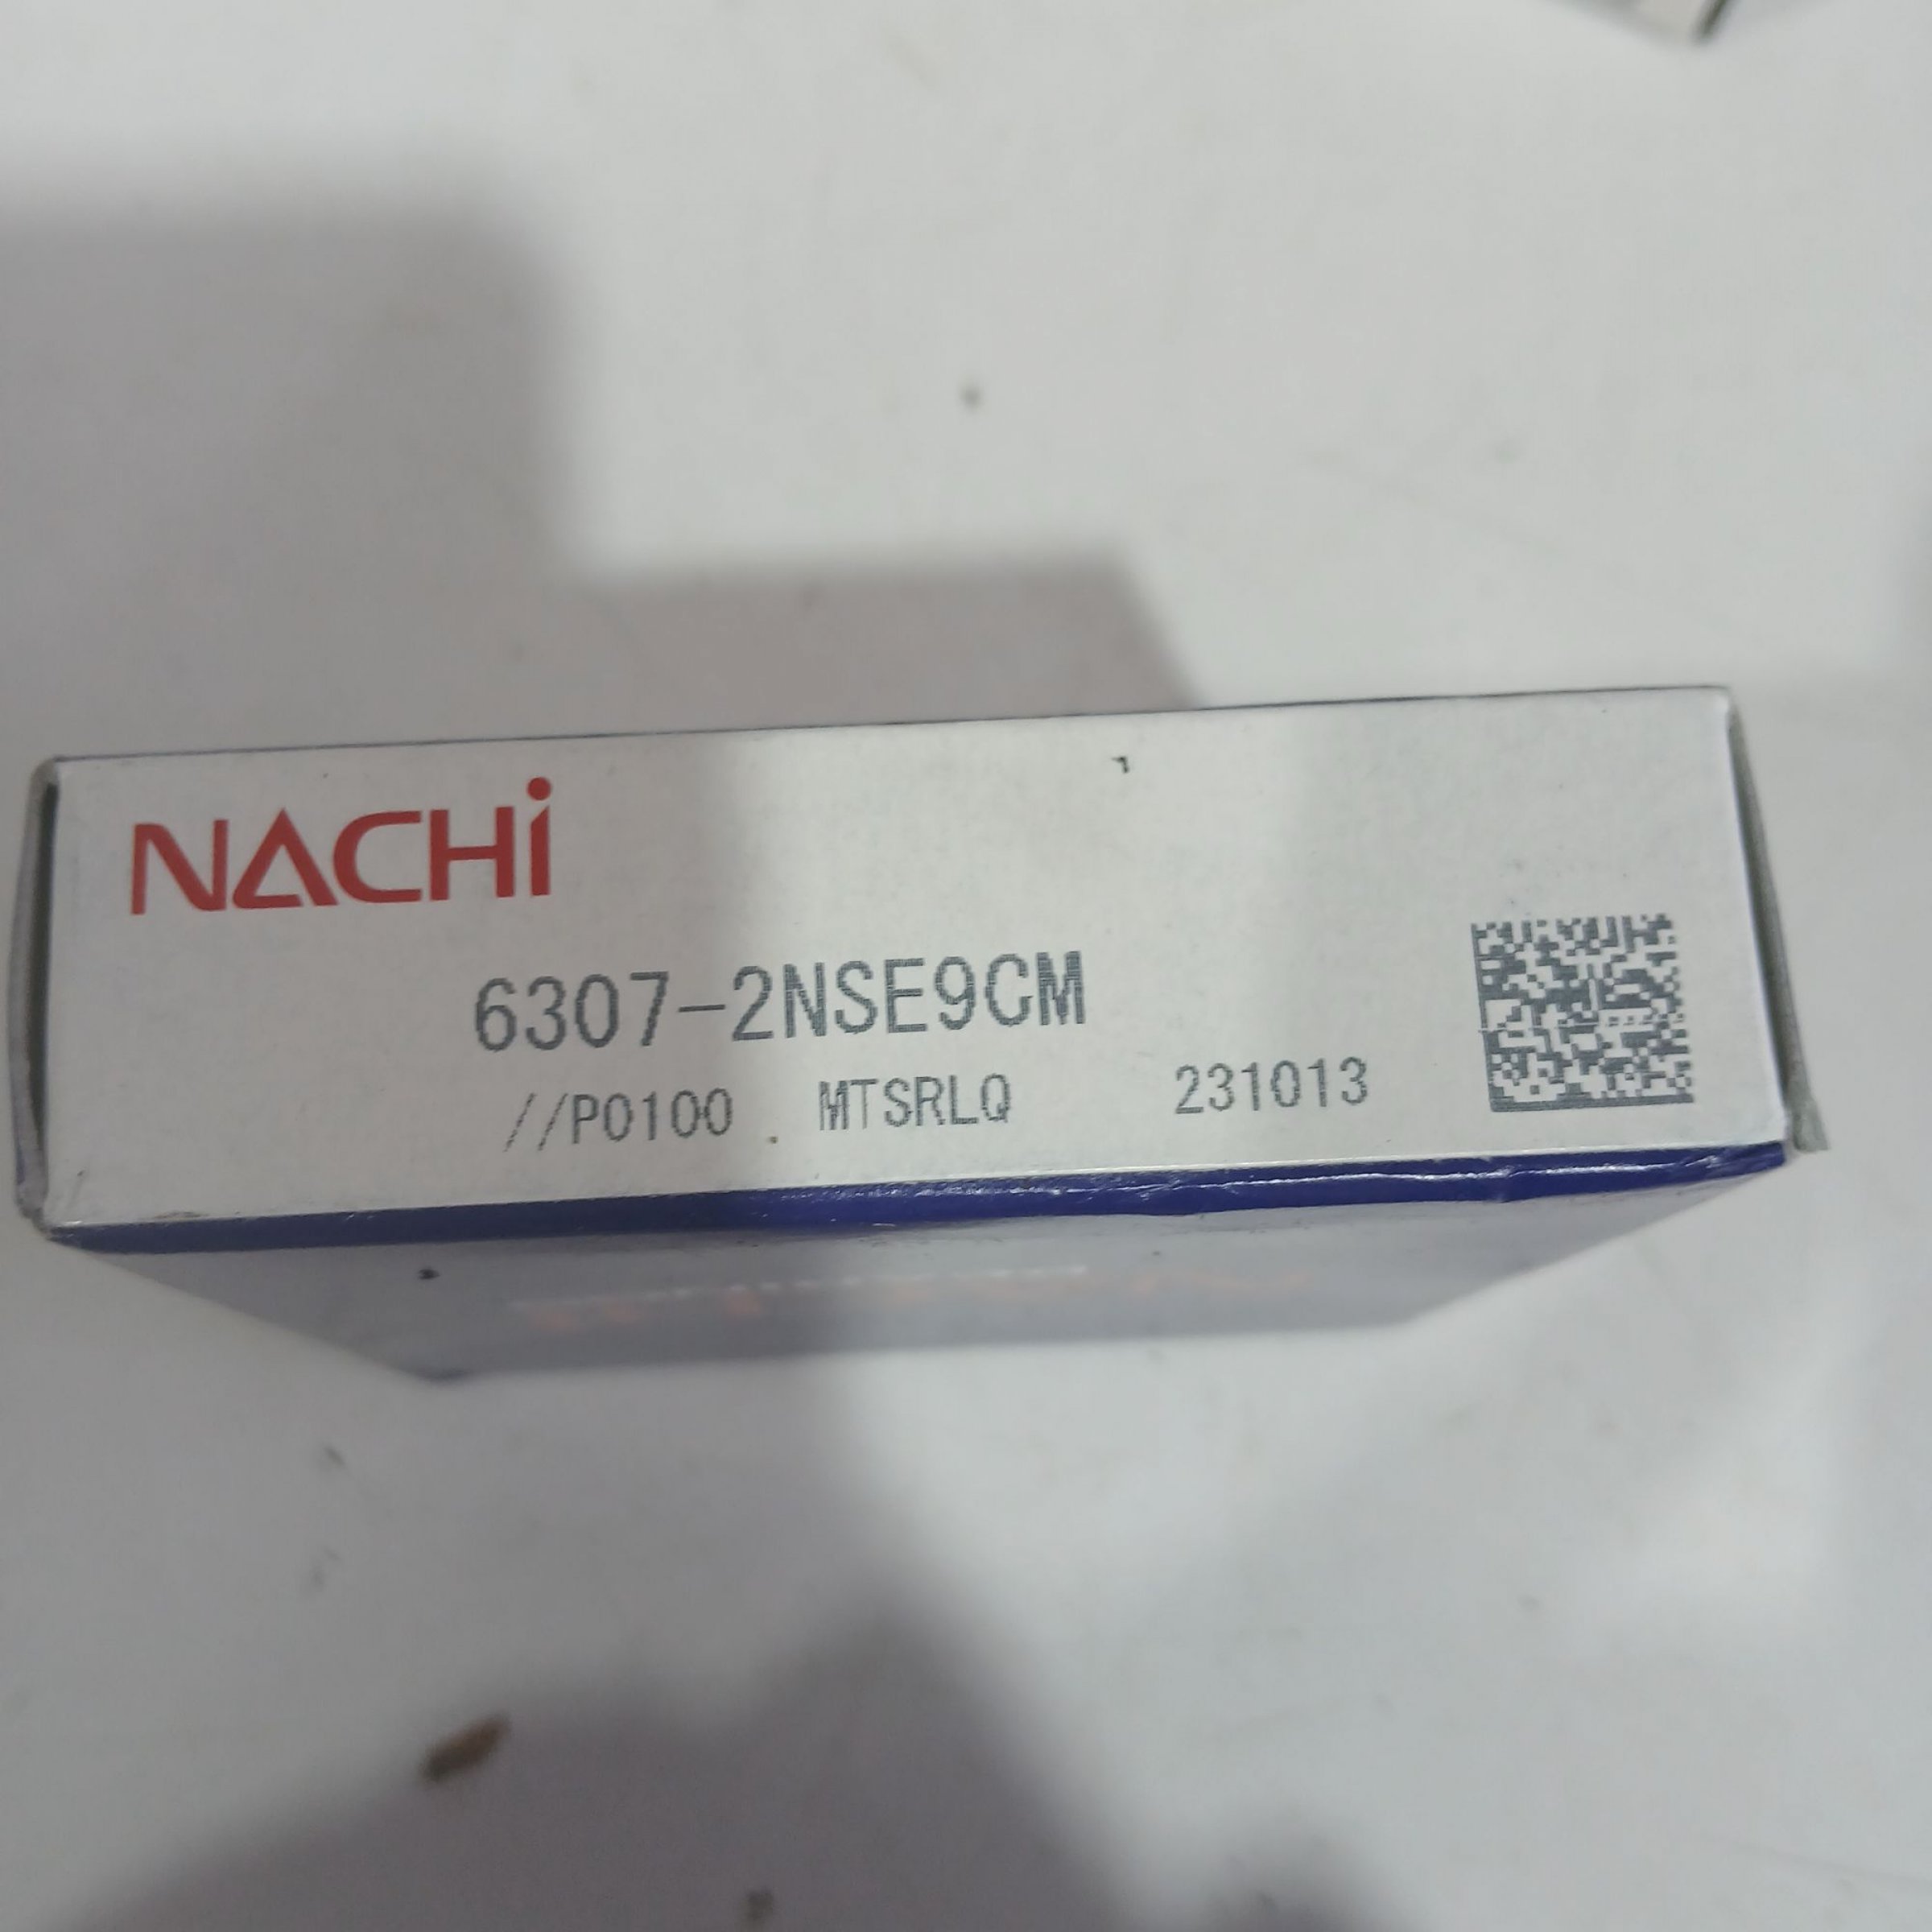 NACHi
6307-2NSE9CM
//P0100 MTSRLQ 231013